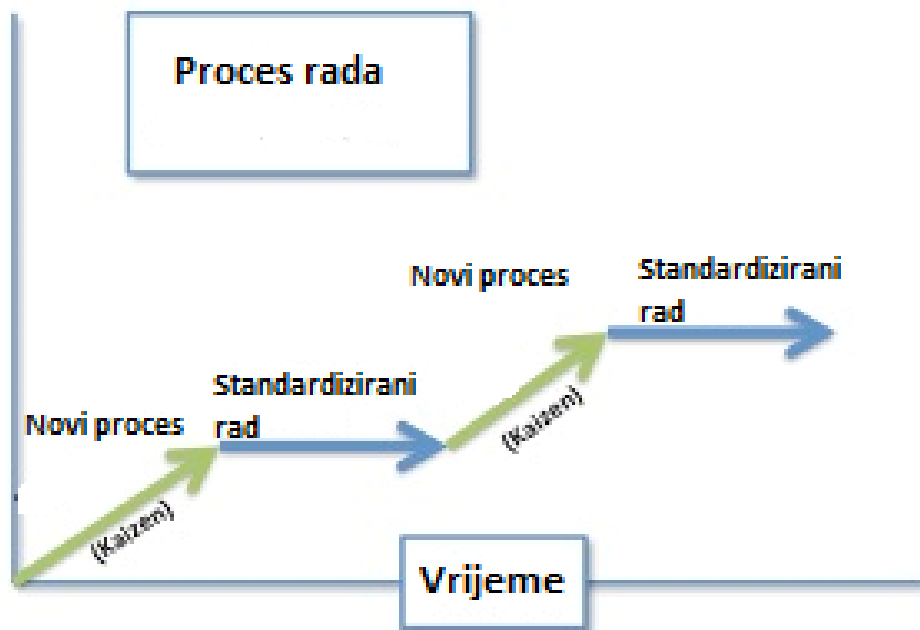 Proces rada
Novi proces
Standardizirani
rad
Standardizirani
rad
Novi proces
(Kaizen)
(Kaizen)
Vrijeme